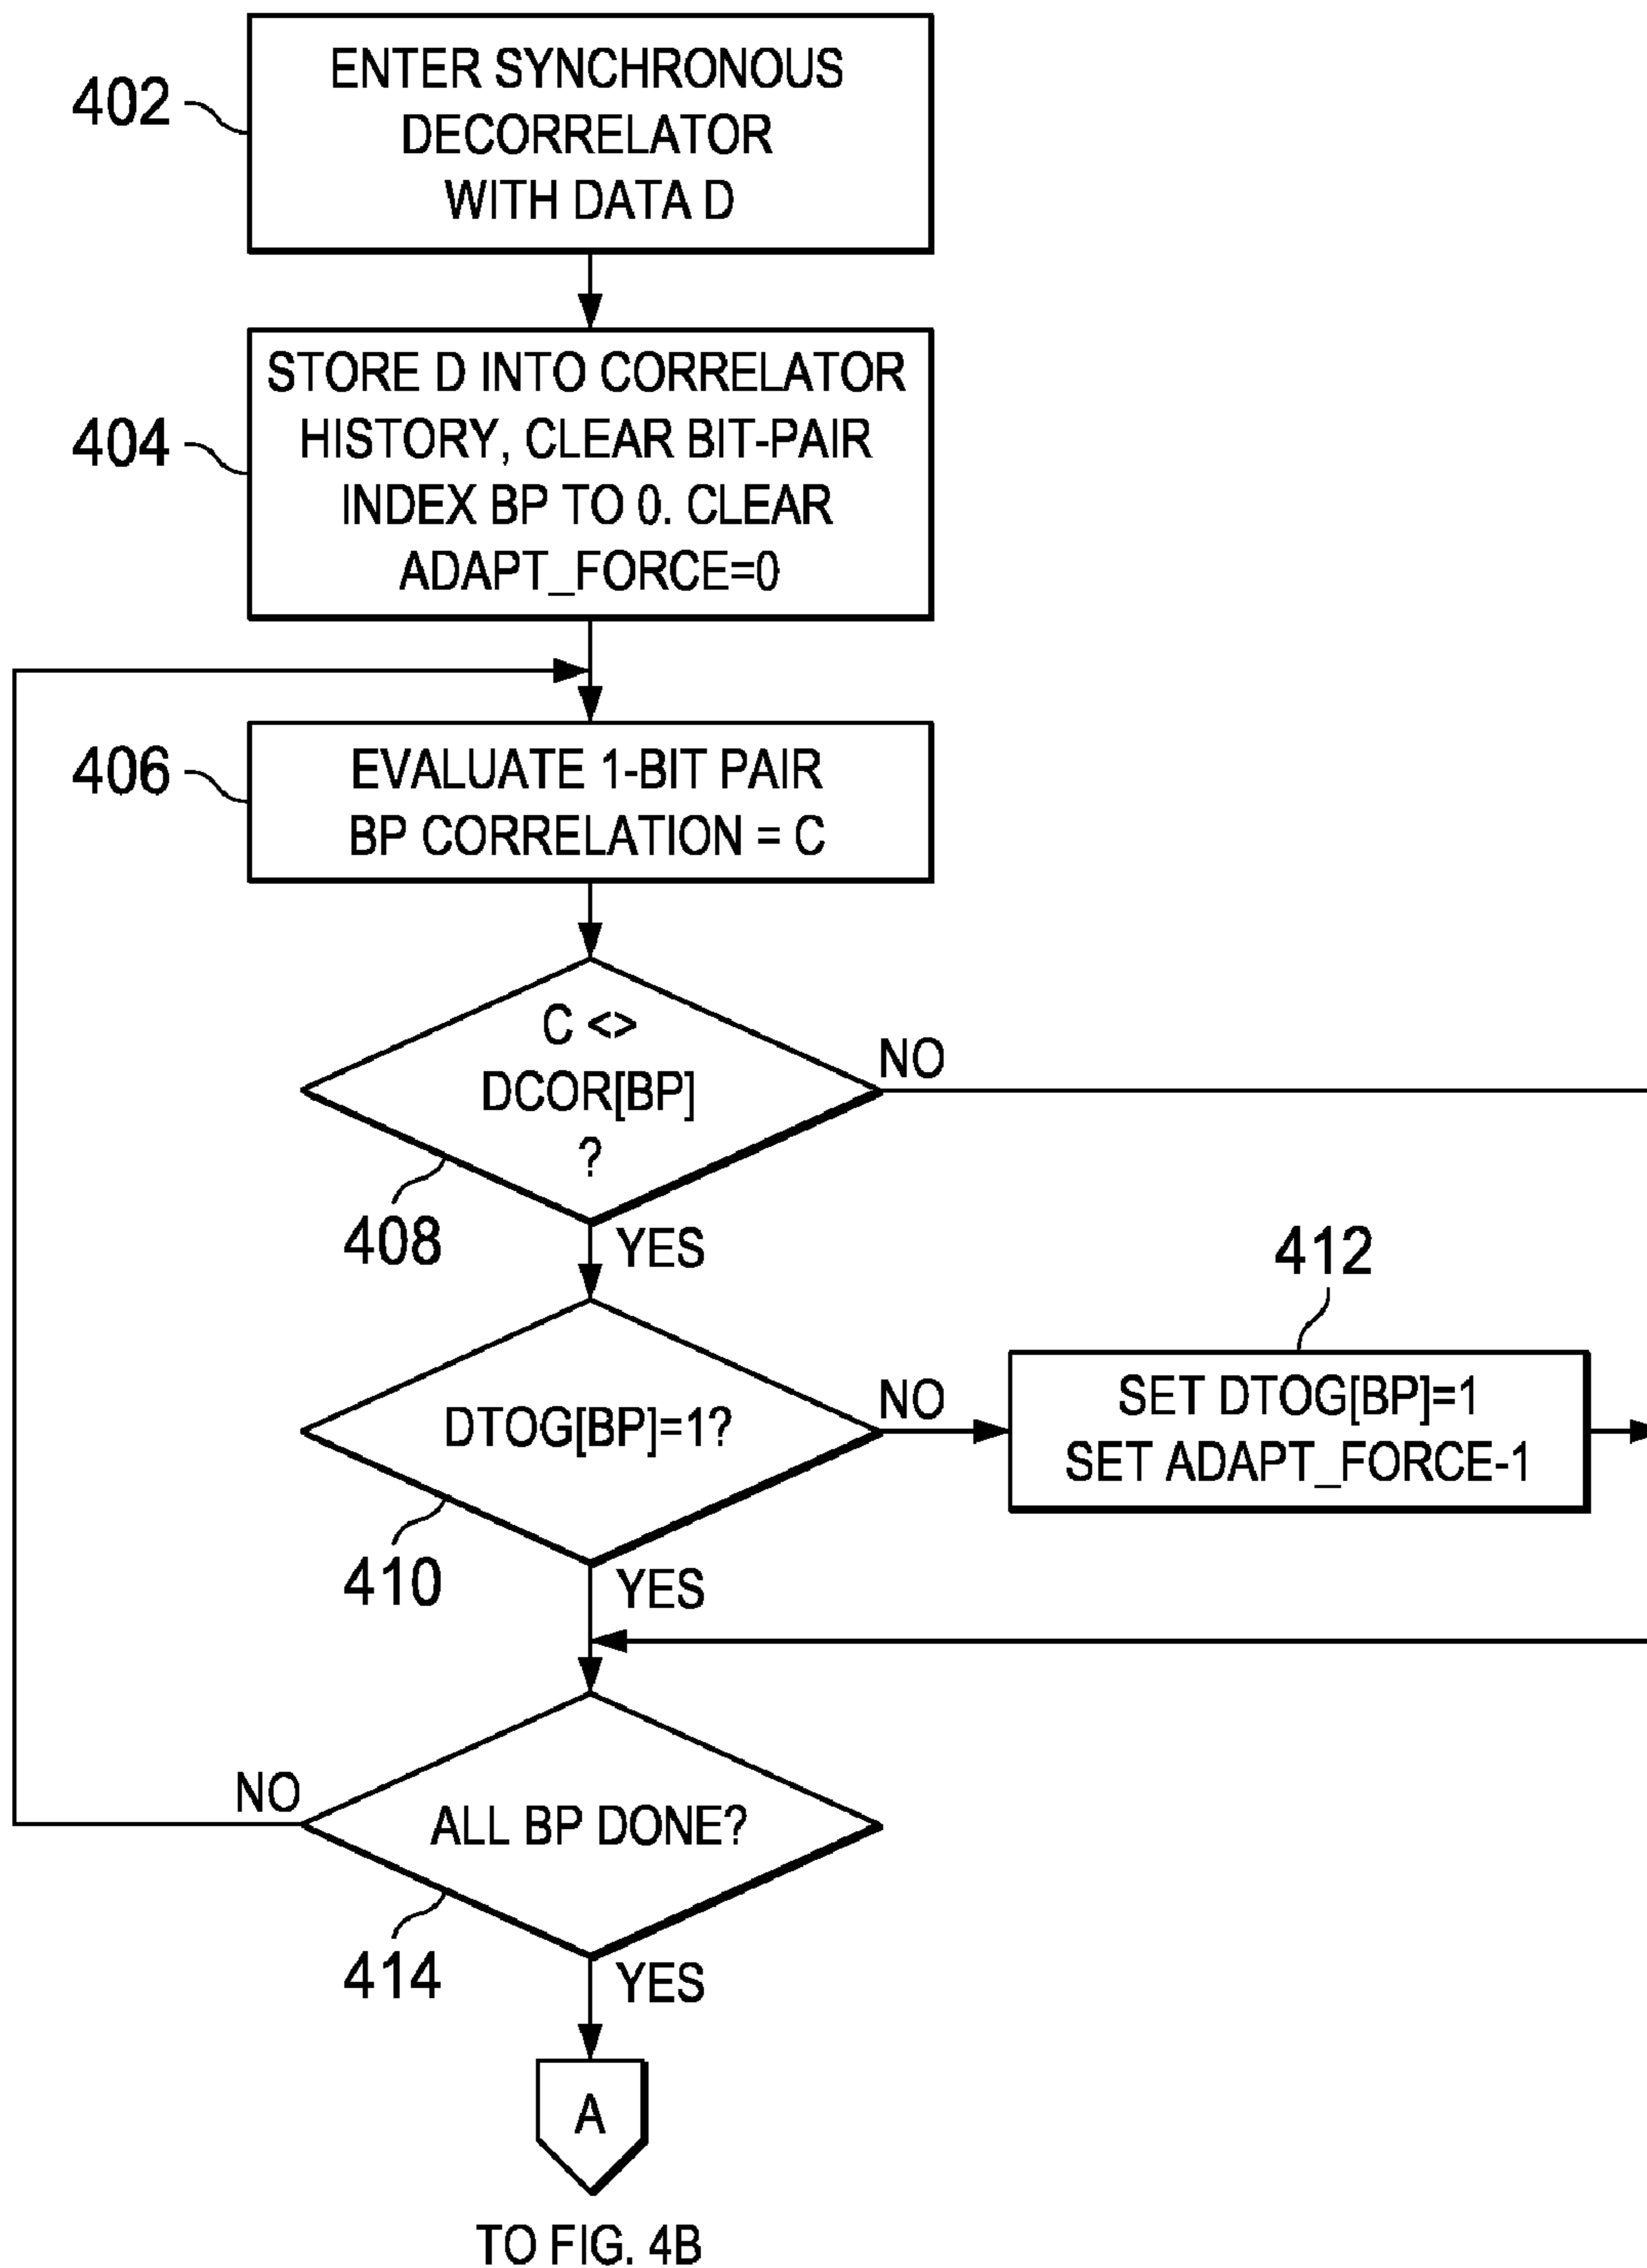 402
ENTER SYNCHRONOUS
DECORRELATOR
WITH DATA D
404
STORE D INTO CORRELATOR
HISTORY, CLEAR BIT-PAIR
INDEX BP TO 0. CLEAR
ADAPT_FORCE=0
406
EVALUATE 1-BIT PAIR
BP CORRELATION = C
C <>
DCOR[BP]
?
NO
408
YES
412
DTOG[BP]=1?
NO
SET DTOG[BP]=1
SET ADAPT_FORCE-1
410
YES
NO
ALL BP DONE?
414
YES
A
TO FIG. 4B